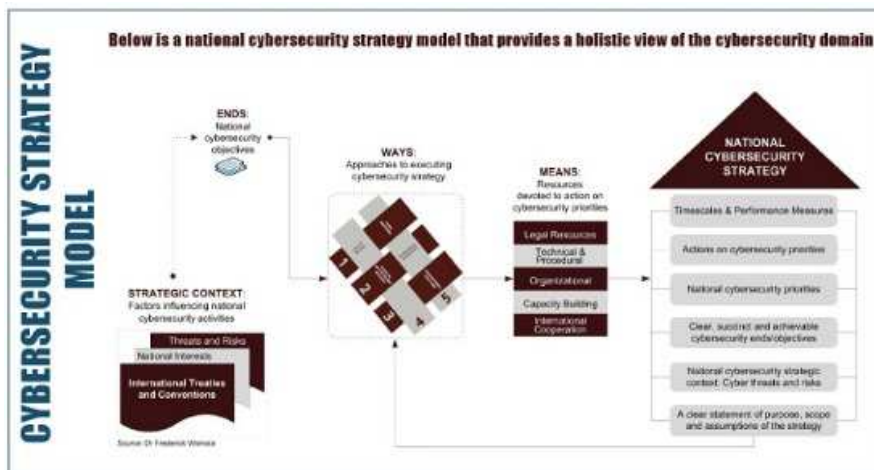 CYBERSECURITY STRATEGY
MODEL
Below is a national cybersecurity strategy model that provides a holistic view of the cybersecurity domain
ENDS:
National
cybersecurity
objectives
WAYS:
Approaches to executing
cybersecurity strategy
1
2
3
4
5
MEANS:
Resources
devoted to action on
cybersecurity priorities
Legal Resources
Technical &
Procedural
Organizational
Capacity Building
International
Cooperation
STRATEGIC CONTEXT:
Factors influencing national
cybersecurity activities
Threats and Risks
National Interests
International Treaties
and Conventions
Source: Dr Frederick Wamala
NATIONAL
CYBERSECURITY
STRATEGY
Timescales & Performance Measures
Actions on cybersecurity priorities
National cybersecurity priorities
Clear, succinct and achievable
cybersecurity ends/objectives
National cybersecurity strategic
context: Cyber threats and risks
A clear statement of purpose, scope
and assumptions of the strategy